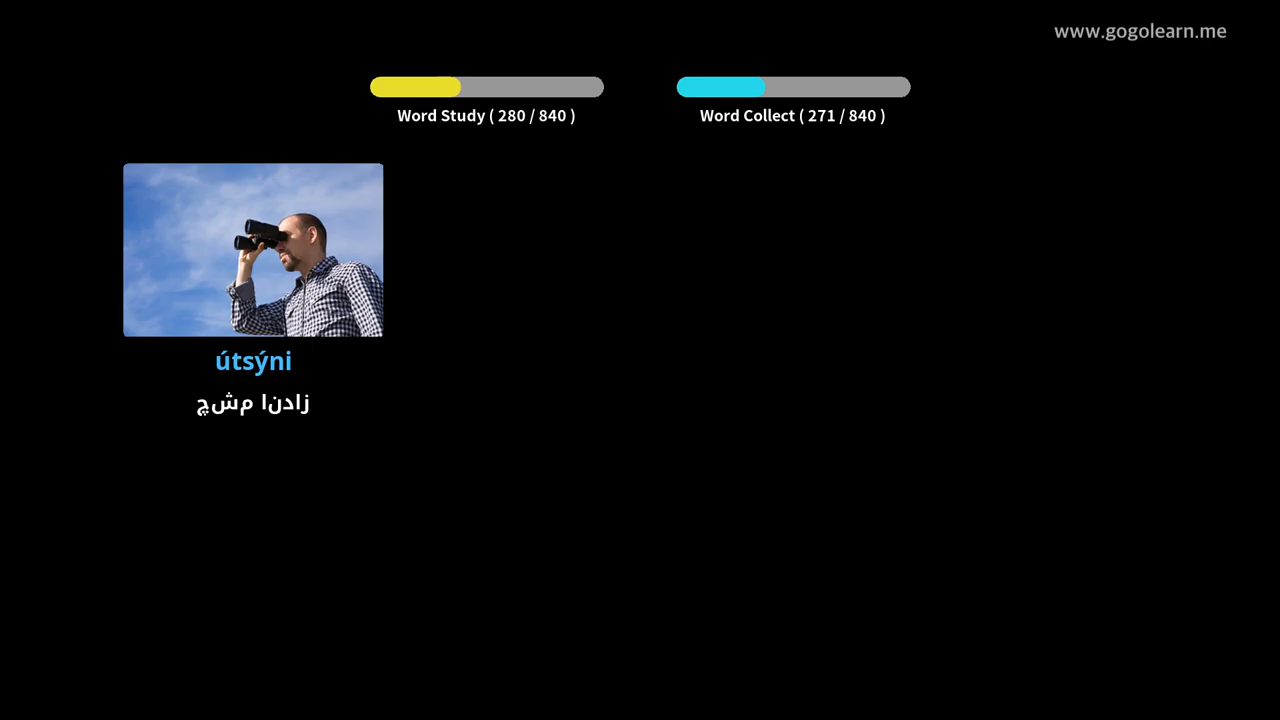 www.gogolearn.me
Word Study ( 280 / 840 )
Word Collect ( 271 / 840 )
útsýni
چشم انداز